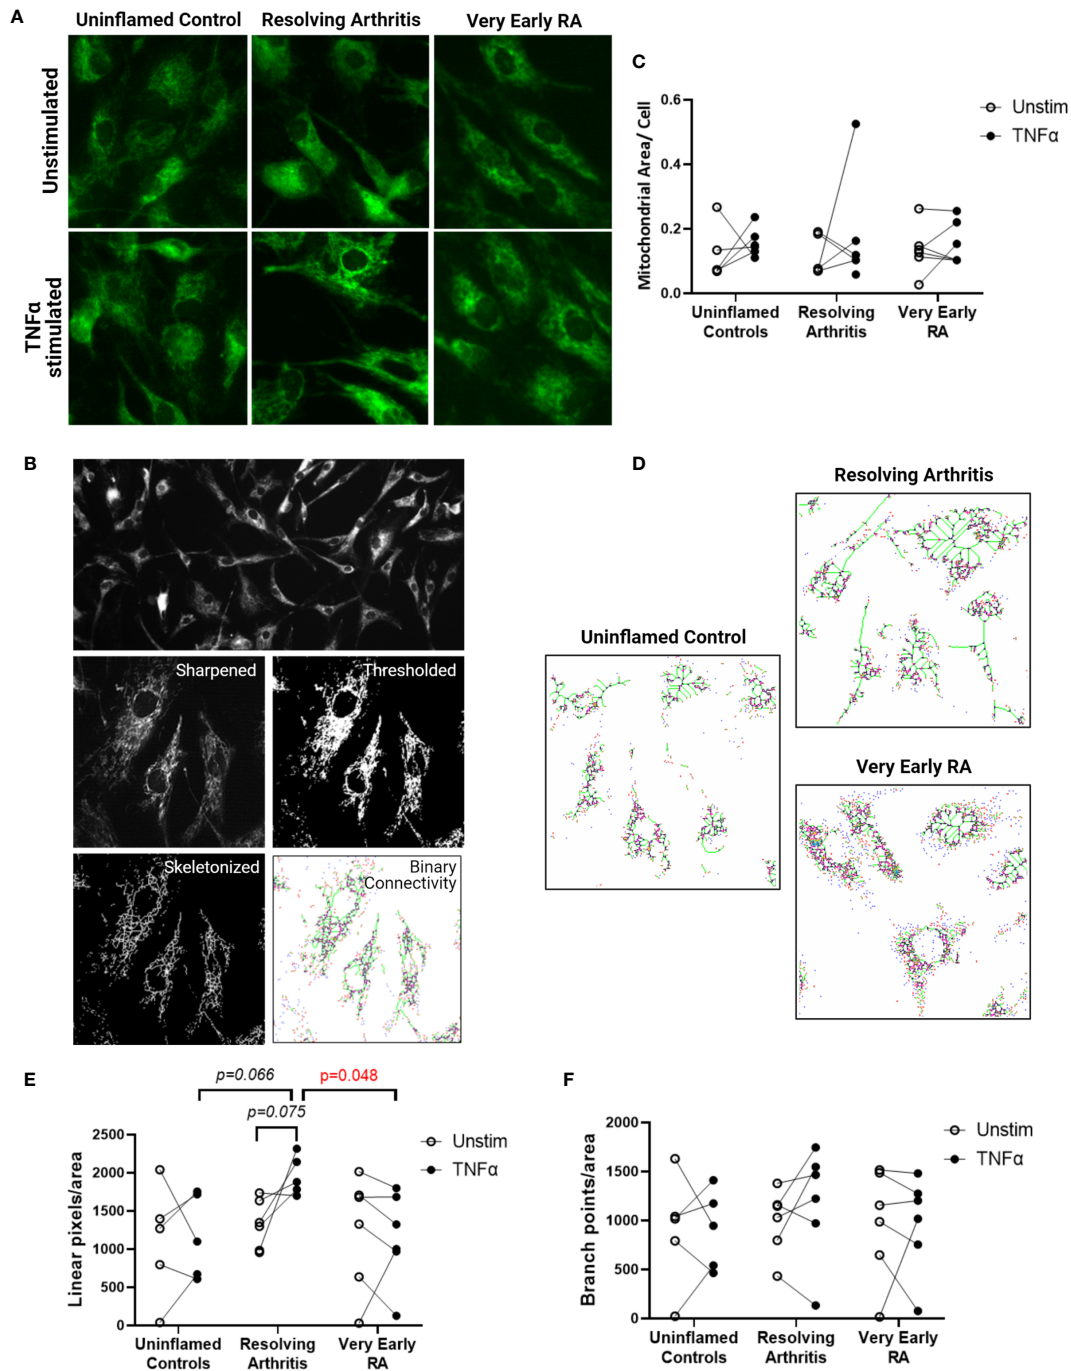 A
Uninflamed Control
Resolving Arthritis
Very Early RA
Unstimulated
TNFα
stimulated
C
Mitochondrial Area/ Cell
0.6
0.4
0.2
0.0
Uninflamed
Controls
Resolving
Arthritis
Very Early
RA
Unstim
TNFα
B
Sharpened
Thresholded
Skeletonized
Binary
Connectivity
D
Resolving Arthritis
Uninflamed Control
Very Early RA
E
p=0.066
p=0.048
p=0.075
Linear pixels/area
2500
2000
1500
1000
500
0
Uninflamed
Controls
Resolving
Arthritis
Very Early
RA
Unstim
TNFα
F
Branch points/area
2000
1500
1000
500
0
Uninflamed
Controls
Resolving
Arthritis
Very Early
RA
Unstim
TNFα